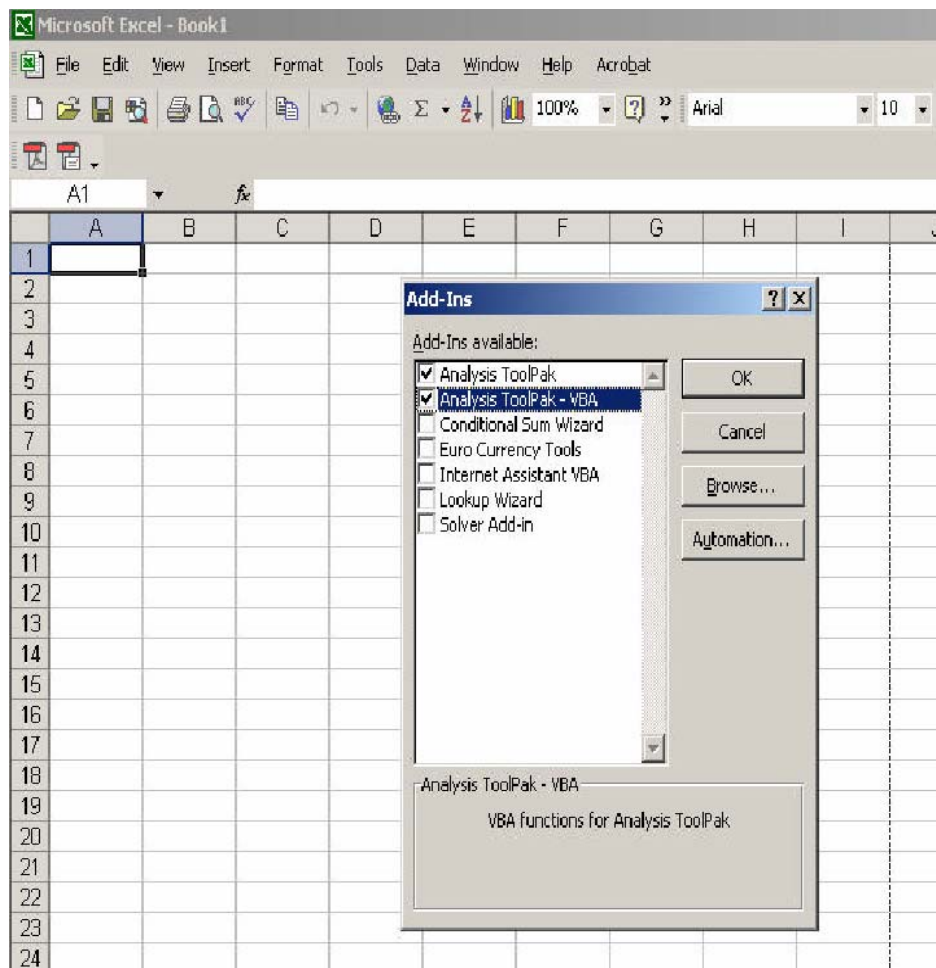 Microsoft Excel - Book1
File Edit View Insert Format Tools Data Window Help Acrobat
ABC Σ A Z 100% ? » Arial 10
A1 fx
A B C D E F G H I
1
2
Add-Ins ? X
3
Add-Ins available:
4
Analysis ToolPak OK
5
Analysis ToolPak - VBA
6
Conditional Sum Wizard Cancel
7
Euro Currency Tools
8
Internet Assistant VBA Browse...
9
Lookup Wizard
10
Solver Add-in Automation...
11
12
13
14
15
16
17
18
Analysis ToolPak - VBA
19
VBA functions for Analysis ToolPak
20
21
22
23
24